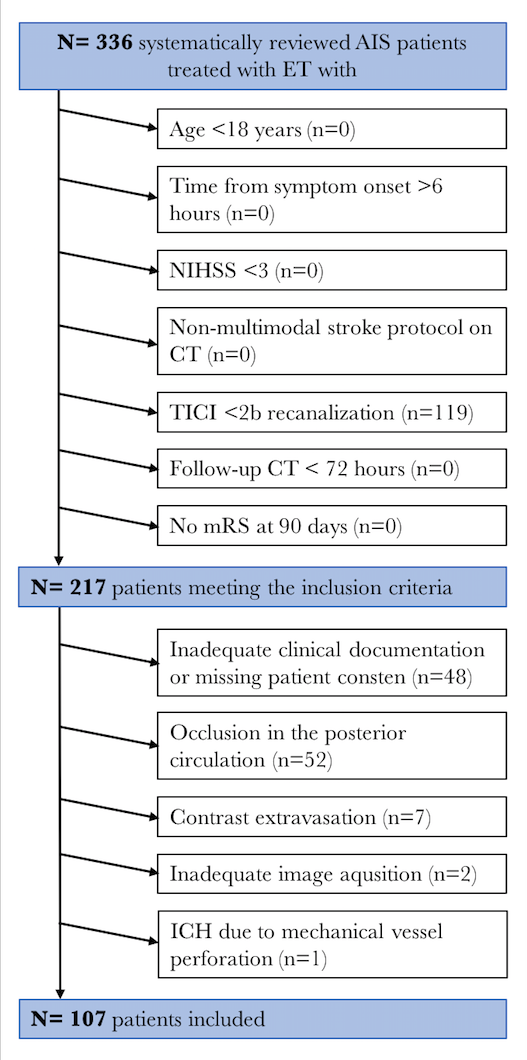 N= 336 systematically reviewed AIS patients
treated with ET with
Age <18 years (n=0)
Time from symptom onset >6
hours (n=0)
NIHSS <3 (n=0)
Non-multimodal stroke protocol on
CT (n=0)
TICI <2b recanalization (n=119)
Follow-up CT < 72 hours (n=0)
No mRS at 90 days (n=0)
N= 217 patients meeting the inclusion criteria
Inadequate clinical documentation
or missing patient consten (n=48)
Occlusion in the posterior
circulation (n=52)
Contrast extravasation (n=7)
Inadequate image aqusition (n=2)
ICH due to mechanical vessel
perforation (n=1)
N= 107 patients included